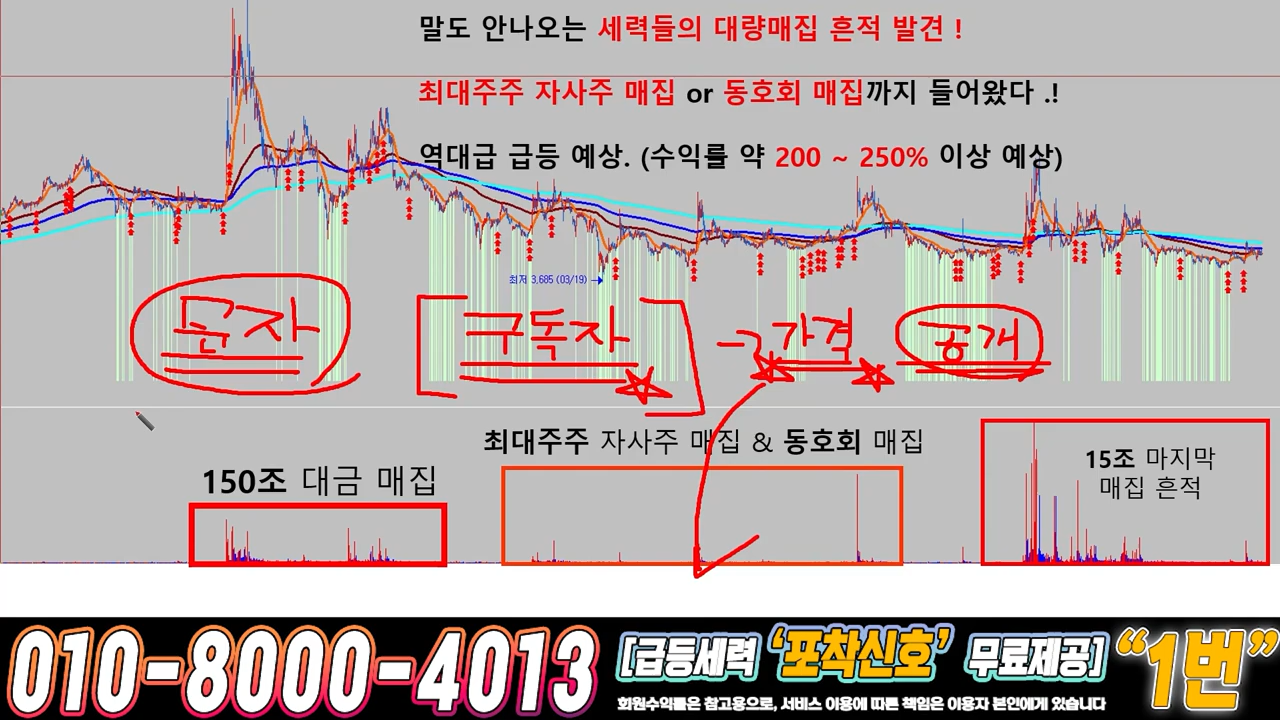 말도 안나오는 세력들의 대량매집 흔적 발견 !
최대주주 자사주 매집 or 동호회 매집까지 들어왔다 .!
역대급 급등 예상. (수익률 약 200 ~ 250% 이상 예상)
최저 3,685 (03/19)
문자 구독자 → 가격 공개
최대주주 자사주 매집 & 동호회 매집
150조 대금 매집
15조 마지막
매집 흔적
010-8000-4013 [급등세력 '포착신호' 무료제공] "1번"
회원수익률은 참고용으로, 서비스 이용에 따른 책임은 이용자 본인에게 있습니다